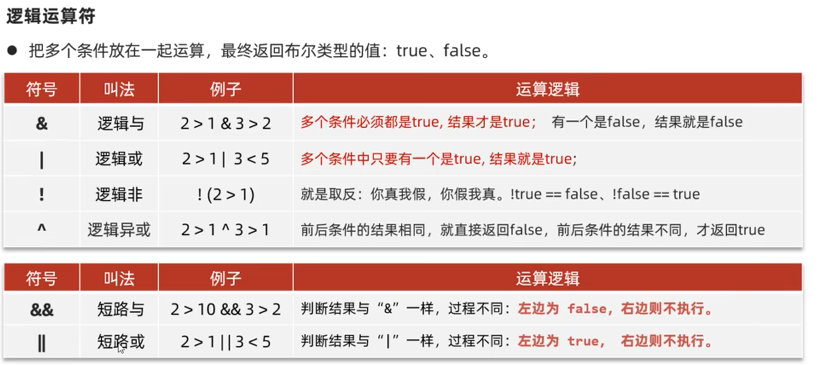 逻辑运算符
● 把多个条件放在一起运算，最终返回布尔类型的值：true、false。
符号 叫法 例子 运算逻辑
& 逻辑与 2 > 1 & 3 > 2 多个条件必须都是true, 结果才是true； 有一个是false，结果就是false
| 逻辑或 2 > 1 | 3 < 5 多个条件中只要有一个是true, 结果就是true；
! 逻辑非 ! (2 > 1) 就是取反：你真我假，你假我真。!true == false、!false == true
^ 逻辑异或 2 > 1 ^ 3 > 1 前后条件的结果相同，就直接返回false，前后条件的结果不同，才返回true
符号 叫法 例子 运算逻辑
&& 短路与 2 > 10 && 3 > 2 判断结果与“&”一样，过程不同：左边为 false，右边则不执行。
|| 短路或 2 > 1 || 3 < 5 判断结果与“|”一样，过程不同：左边为 true， 右边则不执行。